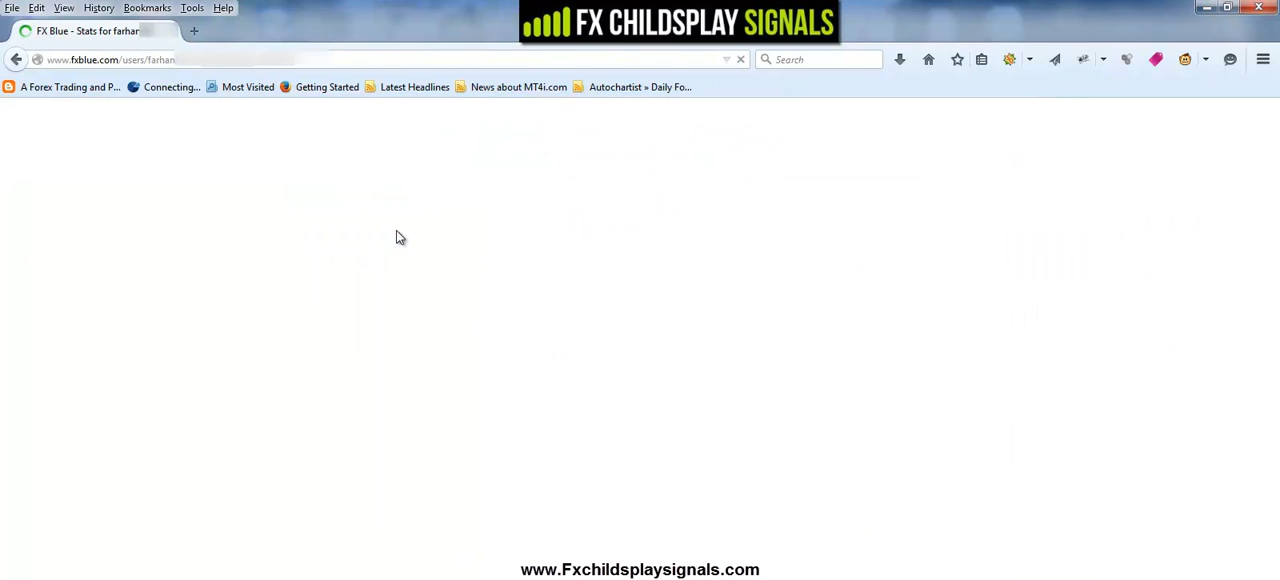 File Edit View History Bookmarks Tools Help
FX CHILDSPLAY SIGNALS
FX Blue - Stats for farhan
www.fxblue.com/users/farhan
Search
A Forex Trading and P... Connecting... Most Visited Getting Started Latest Headlines News about MT4i.com Autochartist » Daily Fo...
www.Fxchildsplaysignals.com